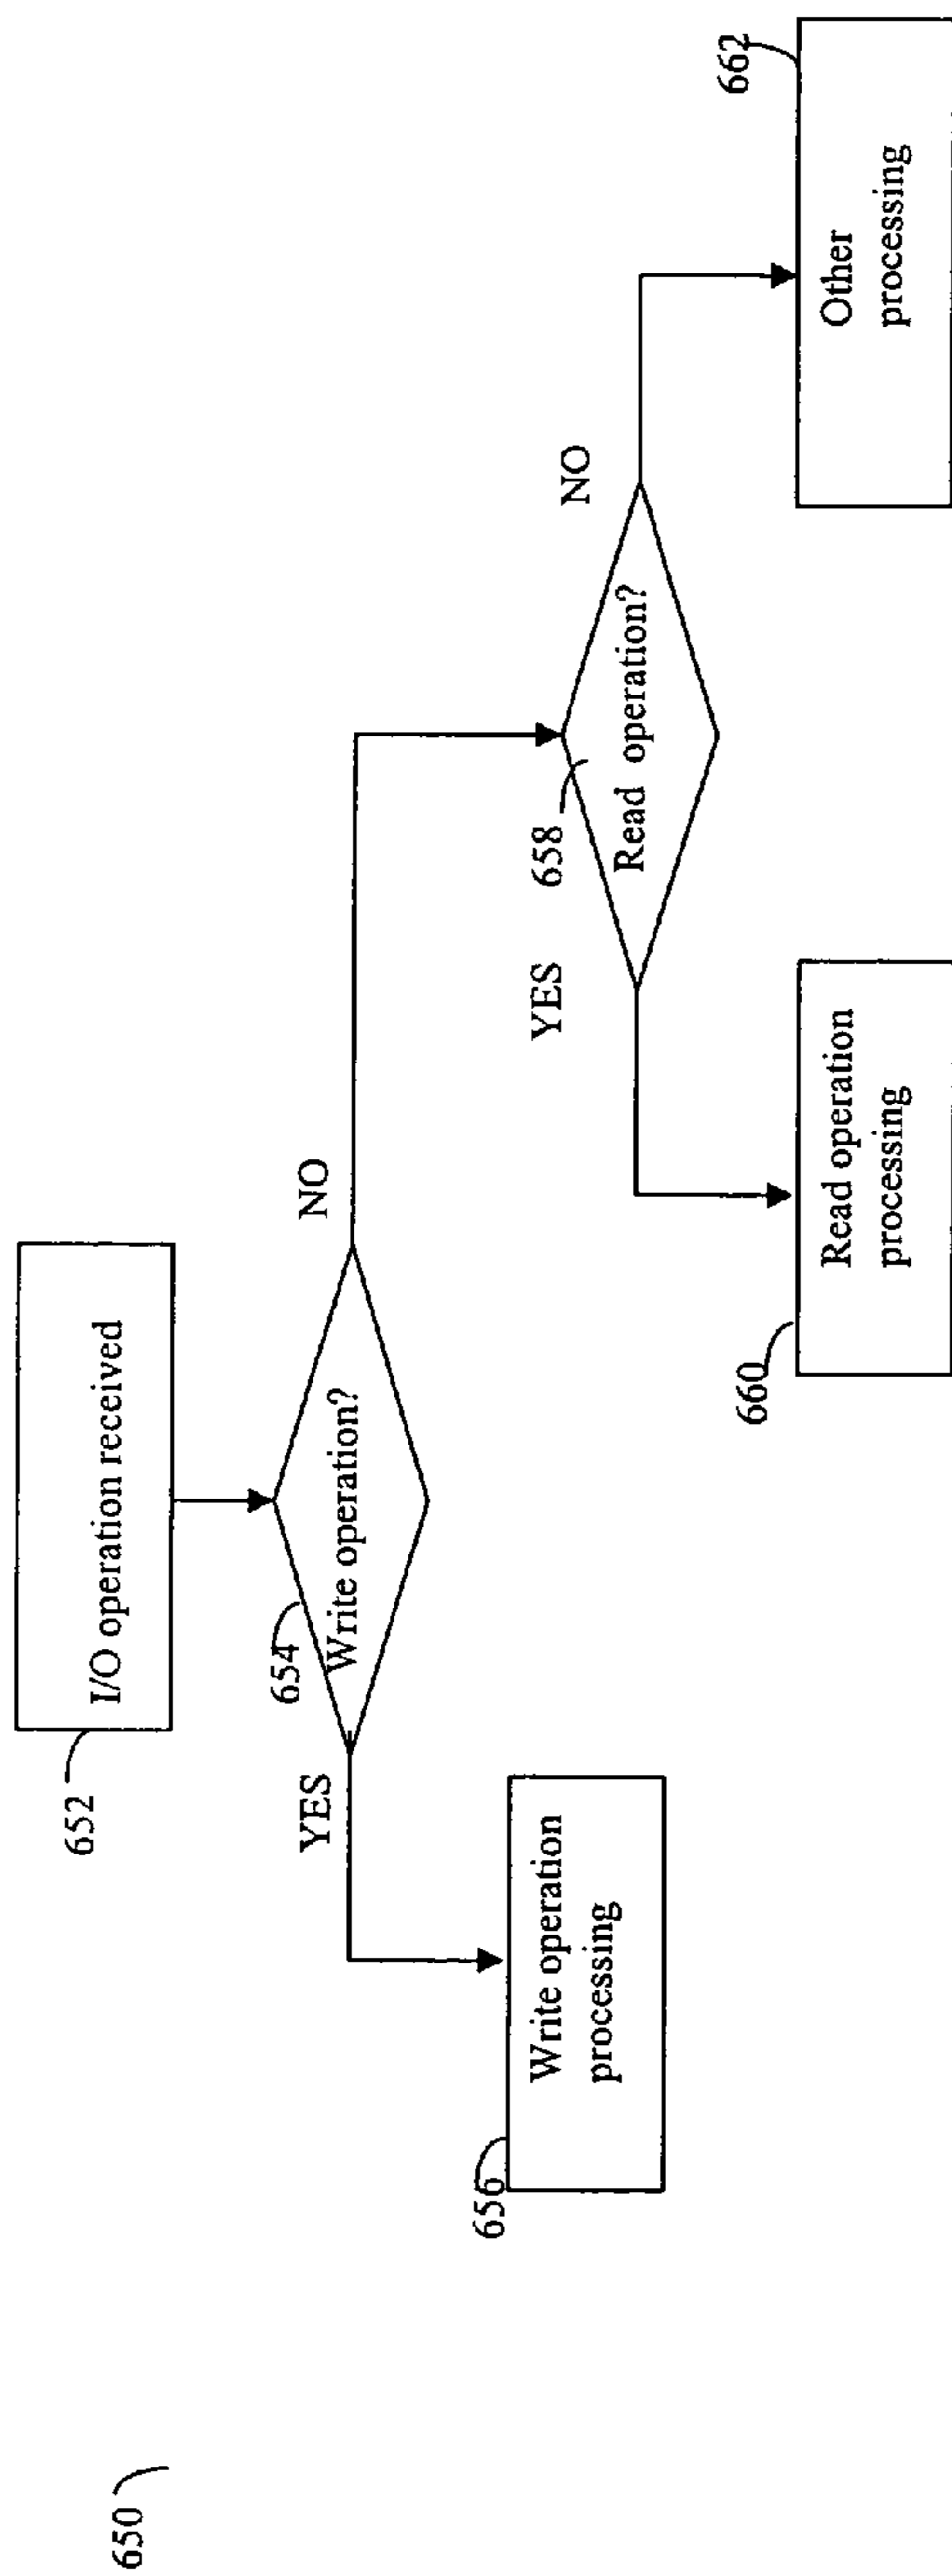 650
652
I/O operation received
654
Write operation?
YES
NO
656
Write operation
processing
658
Read operation?
YES
NO
660
Read operation
processing
662
Other
processing